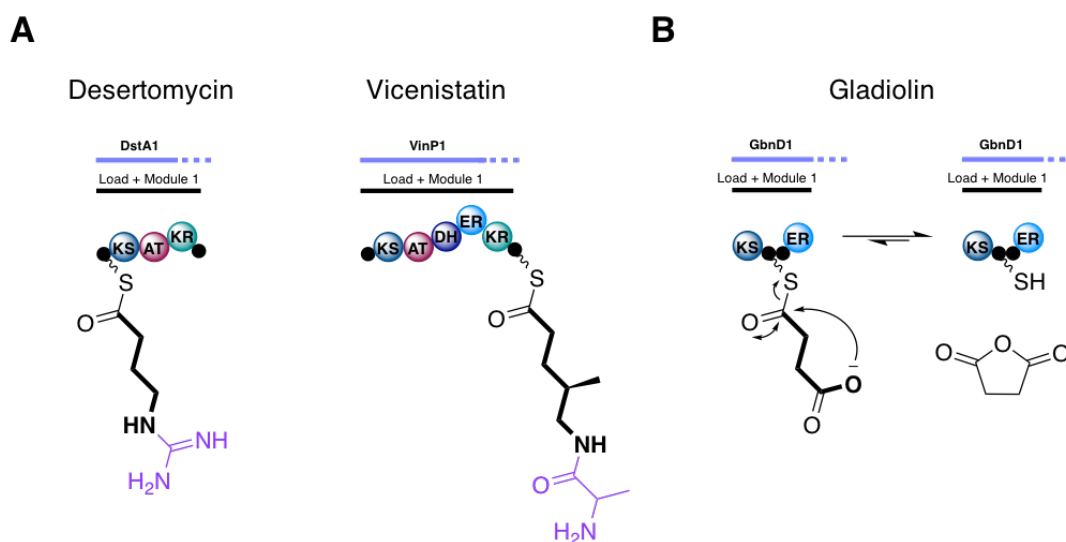 A
B
Desertomycin
Vicenistatin
Gladiolin
DstA1
VinP1
GbnD1
GbnD1
Load + Module 1
Load + Module 1
Load + Module 1
Load + Module 1
KS AT KR
KS AT DH ER KR
KS ER
KS ER
S
S
S
SH
O
O
O
O
O
O
O
O
–
HN
NH
H2N
NH
O
H2N